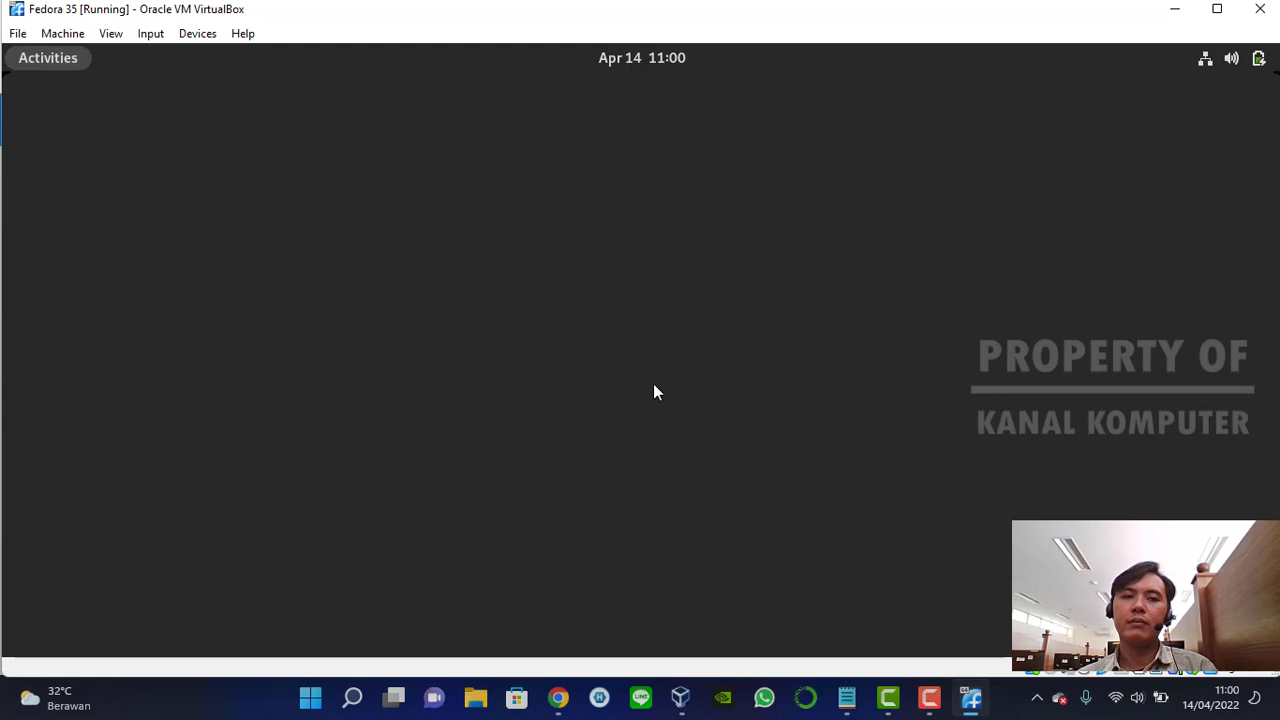 Fedora 35 [Running] - Oracle VM VirtualBox
File Machine View Input Devices Help
Activities
Apr 14 11:00
PROPERTY OF
KANAL KOMPUTER
32°C
Berawan
11:00
14/04/2022